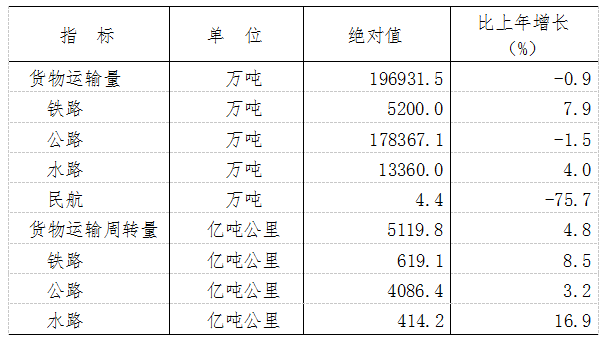 指 标 单 位 绝对值 比上年增长（%）
货物运输量 万吨 196931.5 -0.9
铁路 万吨 5200.0 7.9
公路 万吨 178367.1 -1.5
水路 万吨 13360.0 4.0
民航 万吨 4.4 -75.7
货物运输周转量 亿吨公里 5119.8 4.8
铁路 亿吨公里 619.1 8.5
公路 亿吨公里 4086.4 3.2
水路 亿吨公里 414.2 16.9